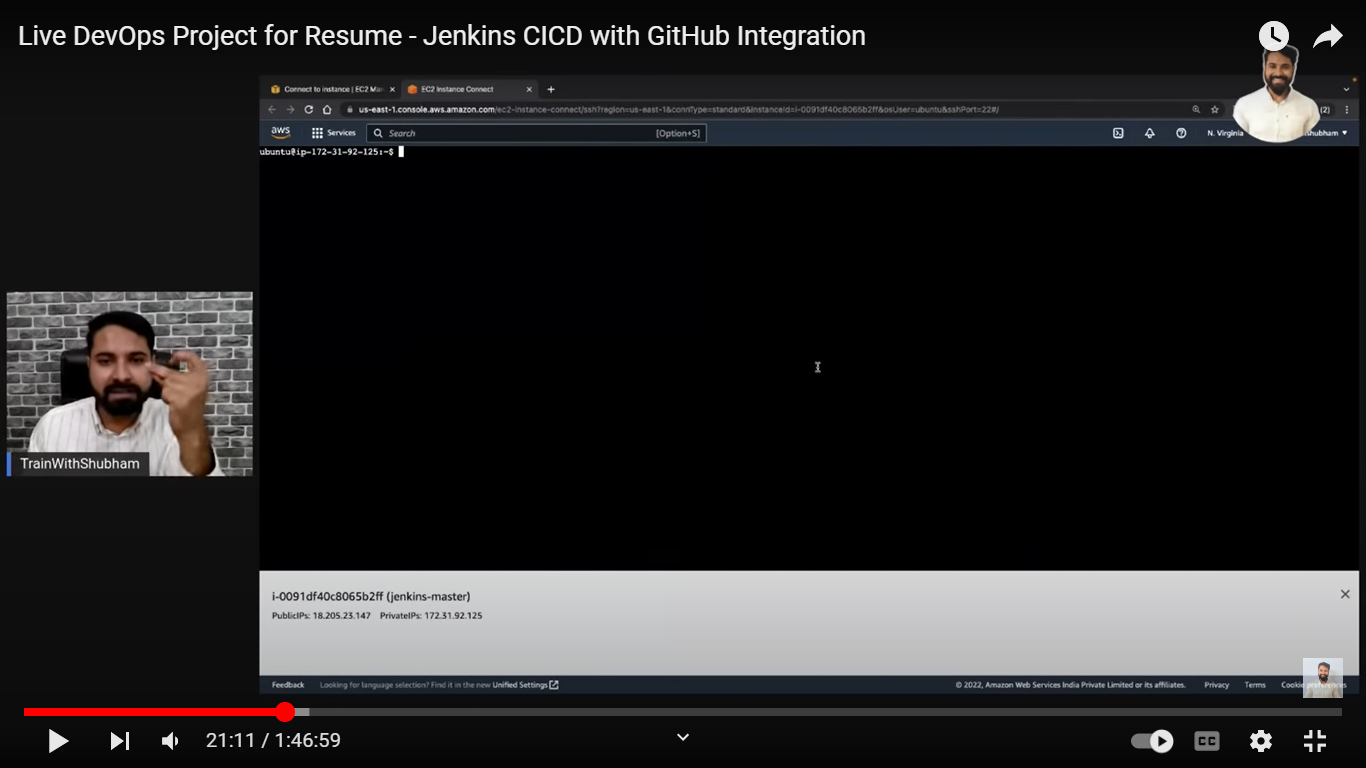 Live DevOps Project for Resume - Jenkins CICD with GitHub Integration
Connect to instance | EC2 Man
EC2 Instance Connect
us-east-1.console.aws.amazon.com/ec2-instance-connect/ssh?region=us-east-1&connType=standard&instanceId=i-0091df40c8065b2ff&osUser=ubuntu&sshPort=22#/
(2)
aws
Services
Search
[Option+S]
N. Virginia
shubham
ubuntu@ip-172-31-92-125:~$
TrainWithShubham
i-0091df40c8065b2ff (jenkins-master)
PublicIPs: 18.205.23.147 PrivateIPs: 172.31.92.125
Feedback
Looking for language selection? Find it in the new Unified Settings
© 2022, Amazon Web Services India Private Limited or its affiliates.
Privacy
Terms
Cookie preferences
21:11 / 1:46:59
CC